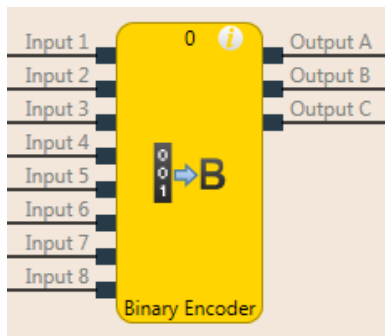 0 i
Input 1
Output A
Input 2
Output B
Input 3
Output C
Input 4
Input 5
0
0
1
B
Input 6
Input 7
Input 8
Binary Encoder